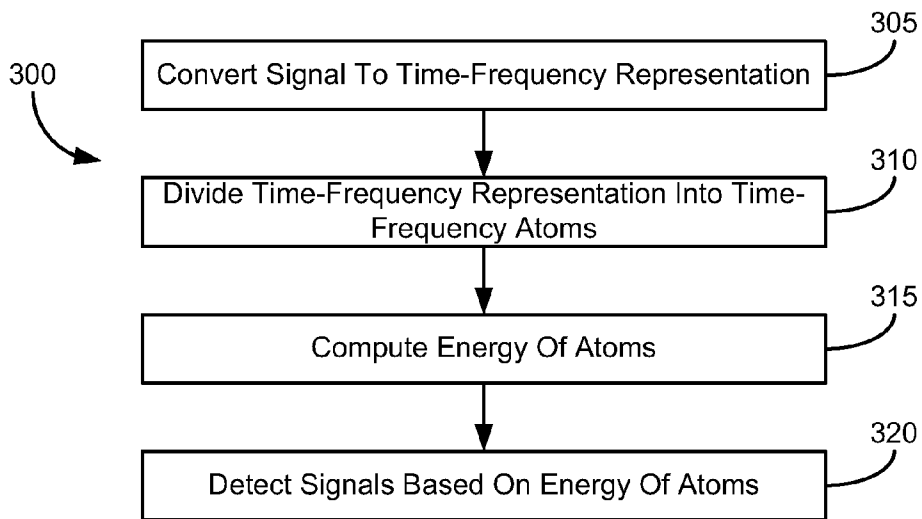 305
300
Convert Signal To Time-Frequency Representation
310
Divide Time-Frequency Representation Into Time-
Frequency Atoms
315
Compute Energy Of Atoms
320
Detect Signals Based On Energy Of Atoms